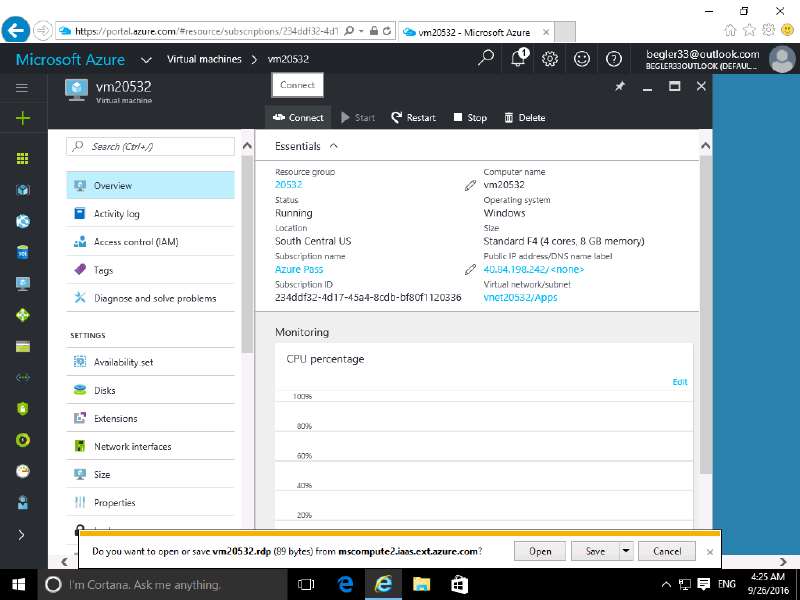 https://portal.azure.com/#resource/subscriptions/234ddf32-4d1
vm20532 - Microsoft Azure
Microsoft Azure
Virtual machines > vm20532
1
begler33@outlook.com
BEGLER33OUTLOOK (DEFAUL...
vm20532
Virtual machine
Connect
Connect
Start
Restart
Stop
Delete
Search (Ctrl+/)
Overview
Activity log
Access control (IAM)
Tags
Diagnose and solve problems
SETTINGS
Availability set
Disks
Extensions
Network interfaces
Size
Properties
Essentials
Resource group
20532
Status
Running
Location
South Central US
Subscription name
Azure Pass
Subscription ID
234ddf32-4d17-45a4-8cdb-bf80f1120336
Computer name
vm20532
Operating system
Windows
Size
Standard F4 (4 cores, 8 GB memory)
Public IP address/DNS name label
40.84.198.242/<none>
Virtual network/subnet
vnet20532/Apps
Monitoring
CPU percentage
Edit
100%
80%
60%
40%
20%
Do you want to open or save vm20532.rdp (89 bytes) from mscompute2.iaas.ext.azure.com?
Open
Save
Cancel
I'm Cortana. Ask me anything.
ENG
4:25 AM
9/26/2016